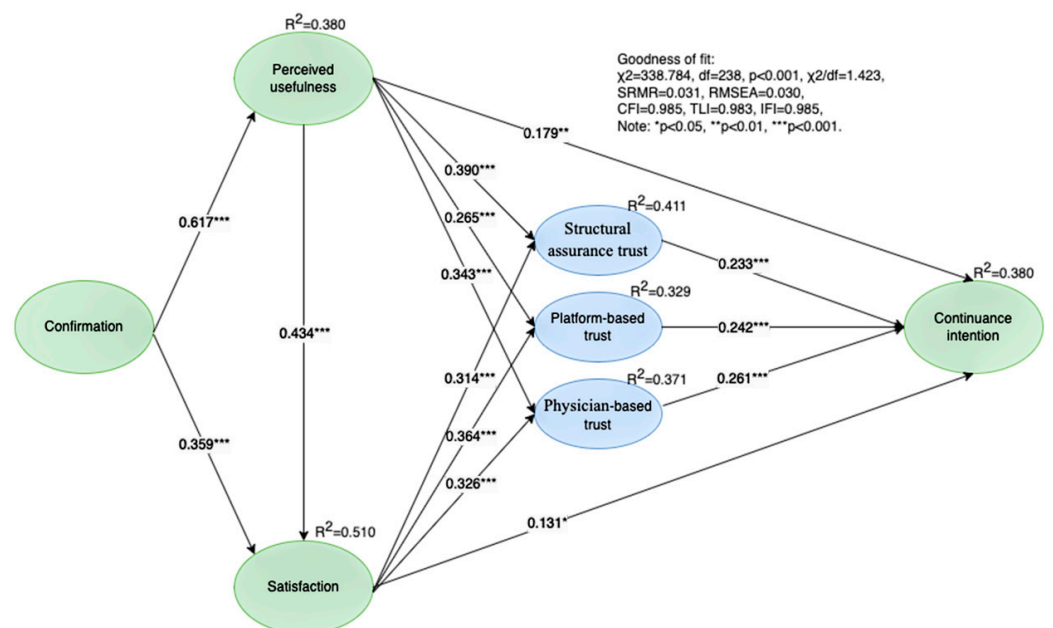 R²=0.380
Perceived
usefulness
Goodness of fit:
χ2=338.784, df=238, p<0.001, χ2/df=1.423,
SRMR=0.031, RMSEA=0.030,
CFI=0.985, TLI=0.983, IFI=0.985,
Note: *p<0.05, **p<0.01, ***p<0.001.
0.179**
0.390***
R²=0.411
0.617***
0.265***
Structural
assurance trust
0.343***
0.233***
R²=0.380
R²=0.329
Confirmation
Platform-based
trust
0.242***
Continuance
intention
0.434***
R²=0.371
0.314***
0.261***
Physician-based
trust
0.359***
0.364***
0.326***
0.131*
R²=0.510
Satisfaction